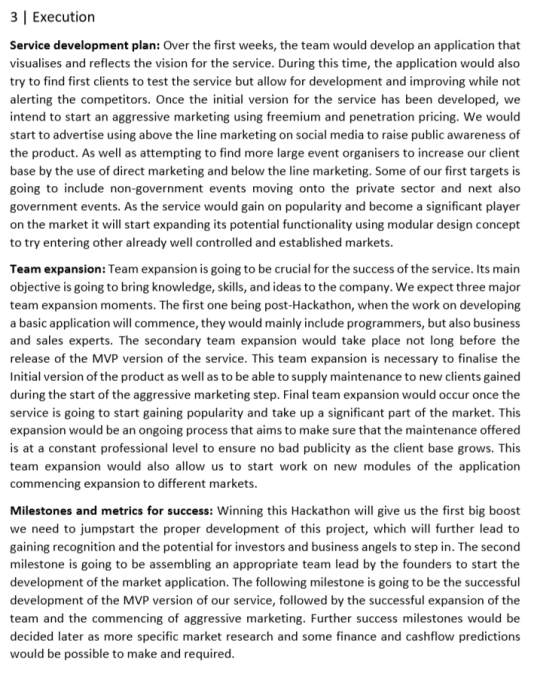 3 | Execution
Service development plan: Over the first weeks, the team would develop an application that
visualises and reflects the vision for the service. During this time, the application would also
try to find first clients to test the service but allow for development and improving while not
alerting the competitors. Once the initial version for the service has been developed, we
intend to start an aggressive marketing using freemium and penetration pricing. We would
start to advertise using above the line marketing on social media to raise public awareness of
the product. As well as attempting to find more large event organisers to increase our client
base by the use of direct marketing and below the line marketing. Some of our first targets is
going to include non-government events moving onto the private sector and next also
government events. As the service would gain on popularity and become a significant player
on the market it will start expanding its potential functionality using modular design concept
to try entering other already well controlled and established markets.
Team expansion: Team expansion is going to be crucial for the success of the service. Its main
objective is going to bring knowledge, skills, and ideas to the company. We expect three major
team expansion moments. The first one being post-Hackathon, when the work on developing
a basic application will commence, they would mainly include programmers, but also business
and sales experts. The secondary team expansion would take place not long before the
release of the MVP version of the service. This team expansion is necessary to finalise the
Initial version of the product as well as to be able to supply maintenance to new clients gained
during the start of the aggressive marketing step. Final team expansion would occur once the
service is going to start gaining popularity and take up a significant part of the market. This
expansion would be an ongoing process that aims to make sure that the maintenance offered
is at a constant professional level to ensure no bad publicity as the client base grows. This
team expansion would also allow us to start work on new modules of the application
commencing expansion to different markets.
Milestones and metrics for success: Winning this Hackathon will give us the first big boost
we need to jumpstart the proper development of this project, which will further lead to
gaining recognition and the potential for investors and business angels to step in. The second
milestone is going to be assembling an appropriate team lead by the founders to start the
development of the market application. The following milestone is going to be the successful
development of the MVP version of our service, followed by the successful expansion of the
team and the commencing of aggressive marketing. Further success milestones would be
decided later as more specific market research and some finance and cashflow predictions
would be possible to make and required.